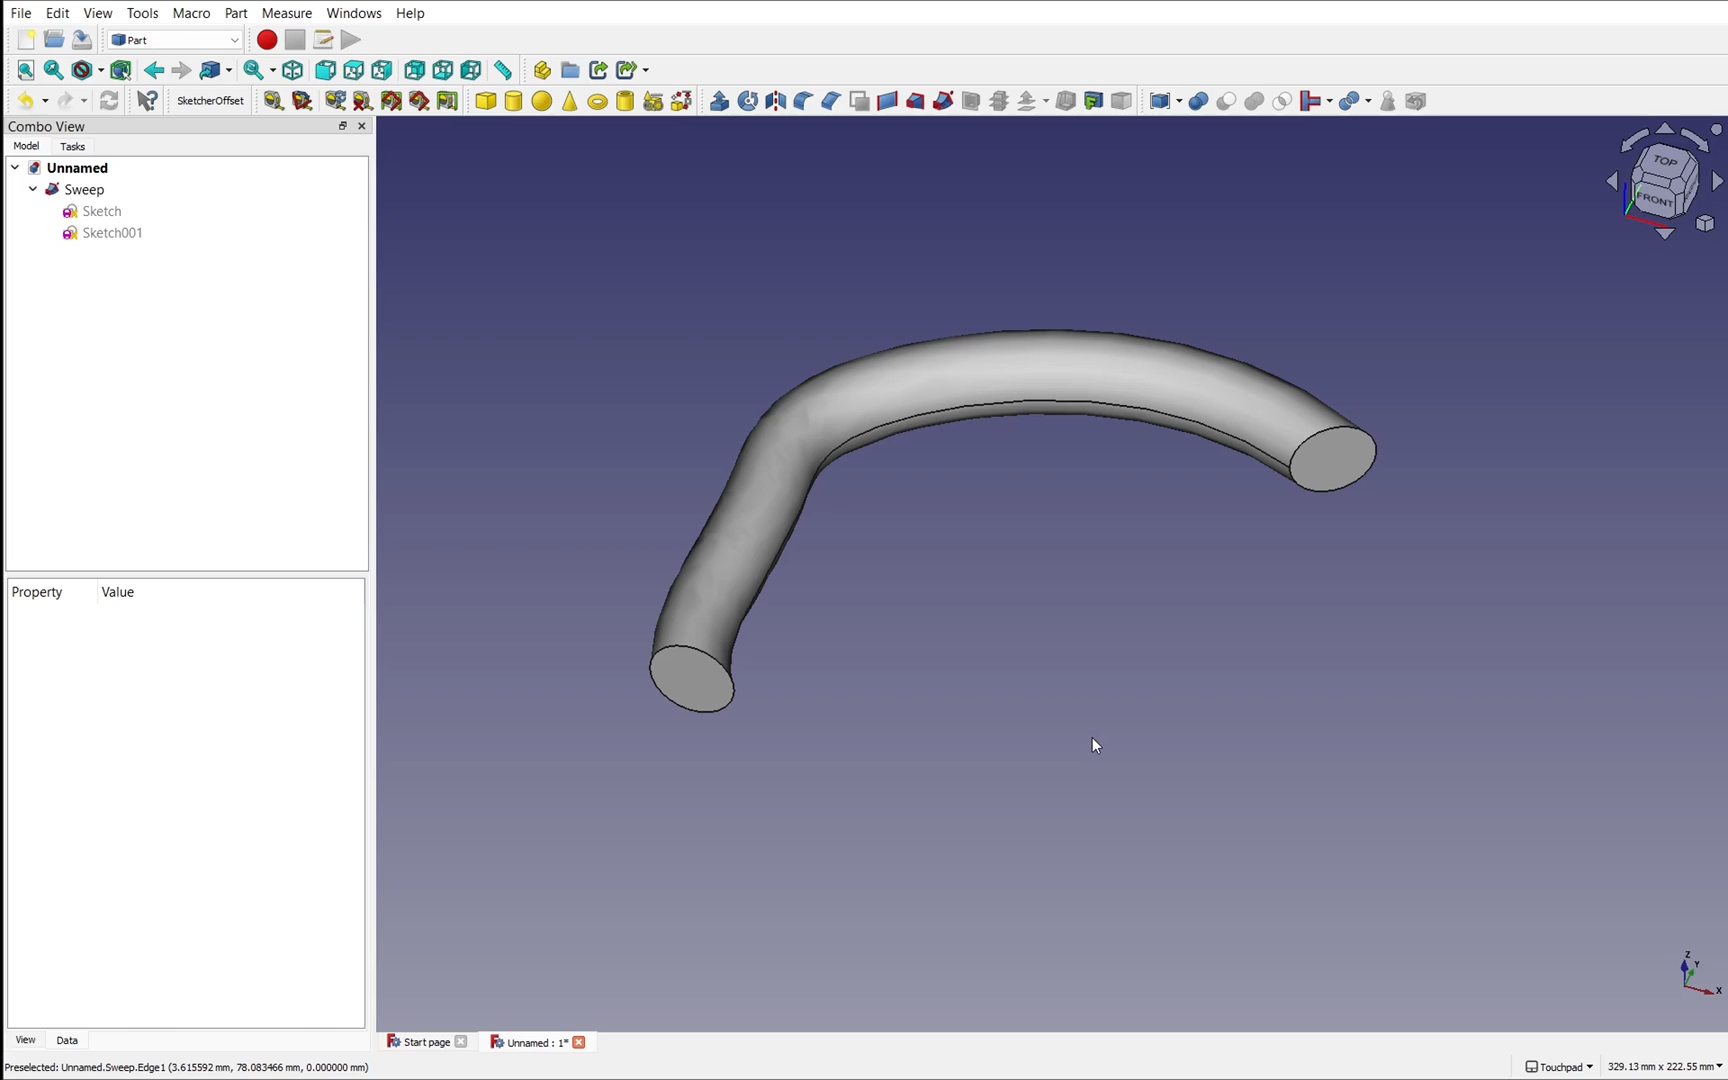 File Edit View Tools Macro Part Measure Windows Help
Part
SketcherOffset
Combo View
Model Tasks
Unnamed
Sweep
Sketch
Sketch001
Property Value
TOP
FRONT
Z
Y
X
View Data
Start page Unnamed : 1*
Preselected: Unnamed.Sweep.Edge1 (3.615592 mm, 78.083466 mm, 0.000000 mm) Touchpad 329.13 mm x 222.55 mm